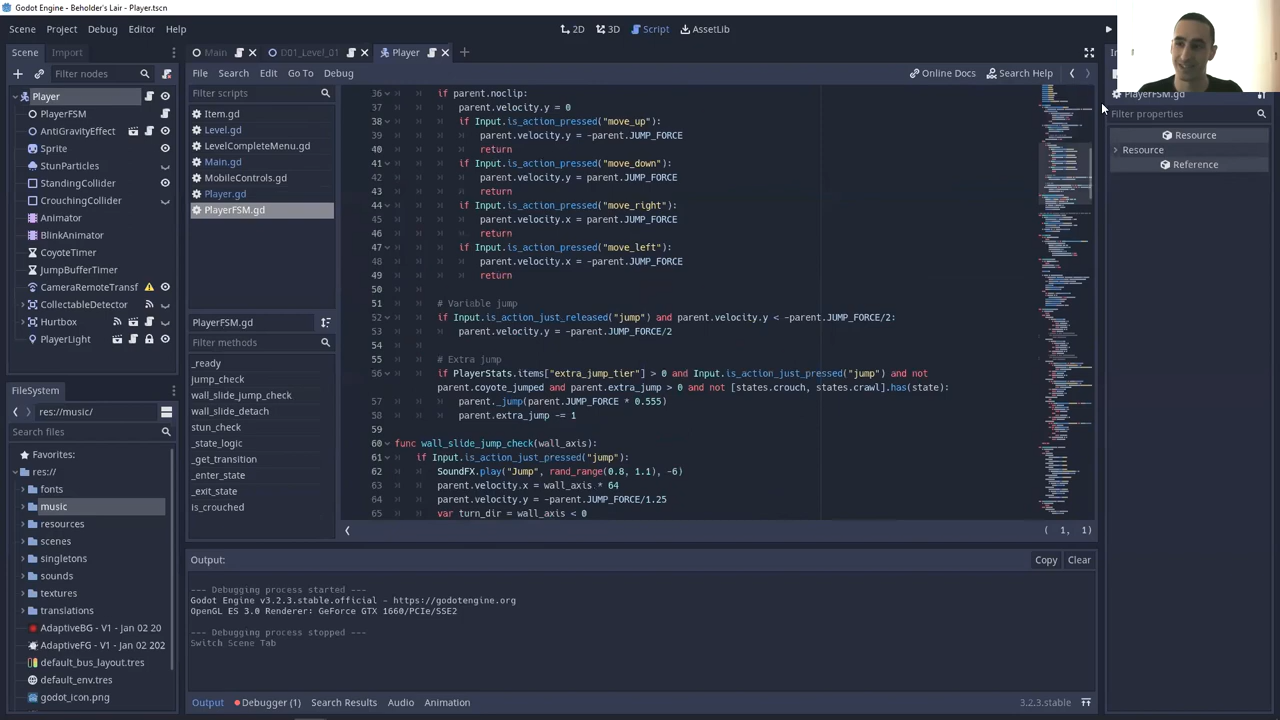 Godot Engine - Beholder's Lair - Player.tscn
Scene Project Debug Editor Help
2D 3D Script AssetLib
Scene Import
Filter nodes
Player
PlayerFSM
AntiGravityEffect
Sprite
StunParticles
StandingCollider
CrouchingCollider
Animator
BlinkAnimator
CoyoteTimer
JumpBufferTimer
CameraRemoteTransf
CollectableDetector
Hurtbox
PlayerLight
FileSystem
res://music/
Search files
Favorites:
res://
fonts
music
resources
scenes
singletons
sounds
textures
translations
AdaptiveBG - V1 - Jan 02 20
AdaptiveFG - V1 - Jan 02 202
default_bus_layout.tres
default_env.tres
godot_icon.png
Main D01_Level_01 Player
File Search Edit Go To Debug
Online Docs Search Help
Filter scripts
Item.gd
Level.gd
LevelCompleteMenu.gd
Main.gd
MobileControl.gd
Player.gd
PlayerFSM.gd
PlayerFSM.gd
Filter methods
_ready
jump_check
wall_slide_jump_check
wall_slide_detach
stun_check
_state_logic
_get_transition
_enter_state
_exit_state
is_crouched
36 if parent.noclip:
37 parent.velocity.y = 0
38 if Input.is_action_pressed("move_up"):
39 parent.velocity.y = -parent.JUMP_FORCE
40 return
41 if Input.is_action_pressed("move_down"):
42 parent.velocity.y = parent.JUMP_FORCE
43 return
44 if Input.is_action_pressed("move_right"):
45 parent.velocity.x = parent.JUMP_FORCE
46 return
47 if Input.is_action_pressed("move_left"):
48 parent.velocity.x = -parent.JUMP_FORCE
49 return
50
51 # Variable jump
52 if Input.is_action_just_released("jump") and parent.velocity.y < -parent.JUMP_FORCE/2:
53 parent.velocity.y = -parent.JUMP_FORCE/2
54
55 # Extra jump
56 if PlayerStats.items["extra_jump_tier"] > 0 and Input.is_action_just_pressed("jump") and not
57 parent.coyote_jumped and parent.extra_jump > 0 and not [states.crouch, states.crawl].has(state):
parent._jump(parent.JUMP_FORCE * 0.555)
58 parent.extra_jump -= 1
59
60 func wall_slide_jump_check(wall_axis):
61 if Input.is_action_just_pressed("jump"):
62 SoundFX.play("Jump", rand_range(0.8, 1.1), -6)
63 parent.velocity.x = wall_axis * 64
64 parent.velocity.y = -parent.JUMP_FORCE/1.25
65 var turn_dir = wall_axis < 0
( 1, 1)
Output:
Copy Clear
--- Debugging process started ---
Godot Engine v3.2.3.stable.official - https://godotengine.org
OpenGL ES 3.0 Renderer: GeForce GTX 1660/PCIe/SSE2
--- Debugging process stopped ---
Switch Scene Tab
Output Debugger (1) Search Results Audio Animation
3.2.3.stable
PlayerFSM.gd
Filter properties
Resource
Resource
Reference